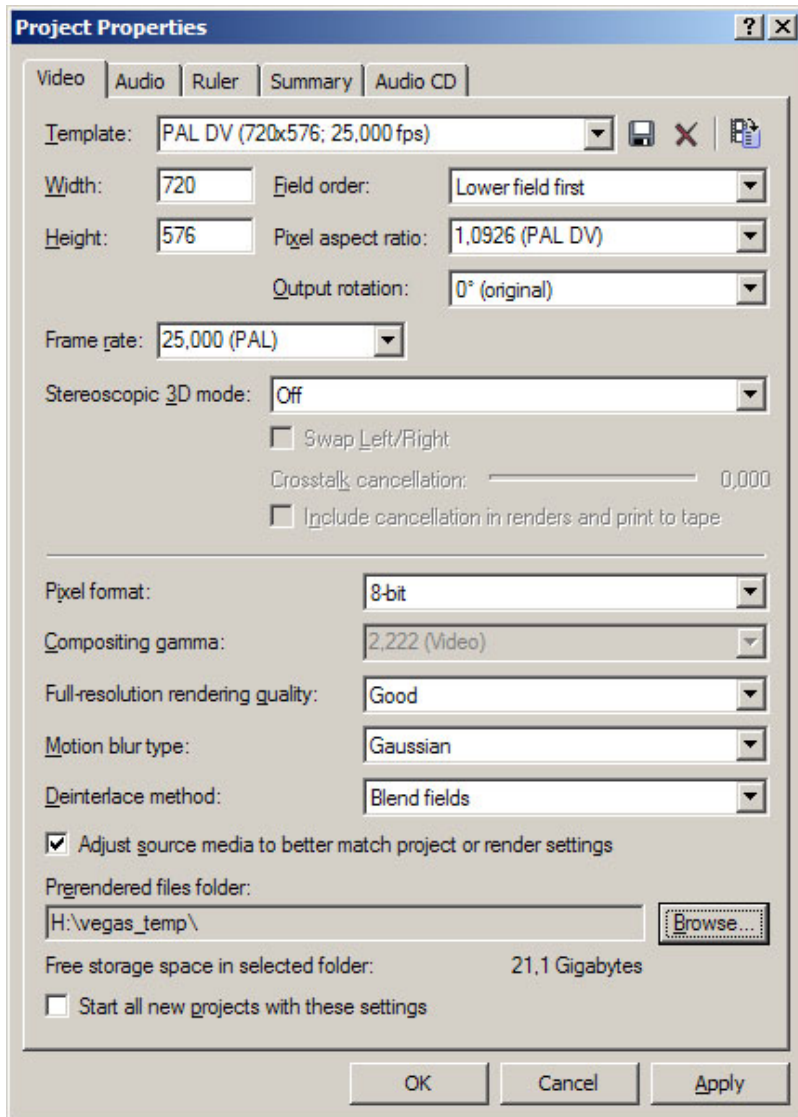 Project Properties
Video Audio Ruler Summary Audio CD
Template: PAL DV (720x576; 25,000 fps)
Width: 720 Field order: Lower field first
Height: 576 Pixel aspect ratio: 1,0926 (PAL DV)
Output rotation: 0° (original)
Frame rate: 25,000 (PAL)
Stereoscopic 3D mode: Off
Swap Left/Right
Crosstalk cancellation: 0,000
Include cancellation in renders and print to tape
Pixel format: 8-bit
Compositing gamma: 2,222 (Video)
Full-resolution rendering quality: Good
Motion blur type: Gaussian
Deinterlace method: Blend fields
Adjust source media to better match project or render settings
Prerendered files folder:
H:\vegas_temp\ Browse...
Free storage space in selected folder: 21,1 Gigabytes
Start all new projects with these settings
OK Cancel Apply